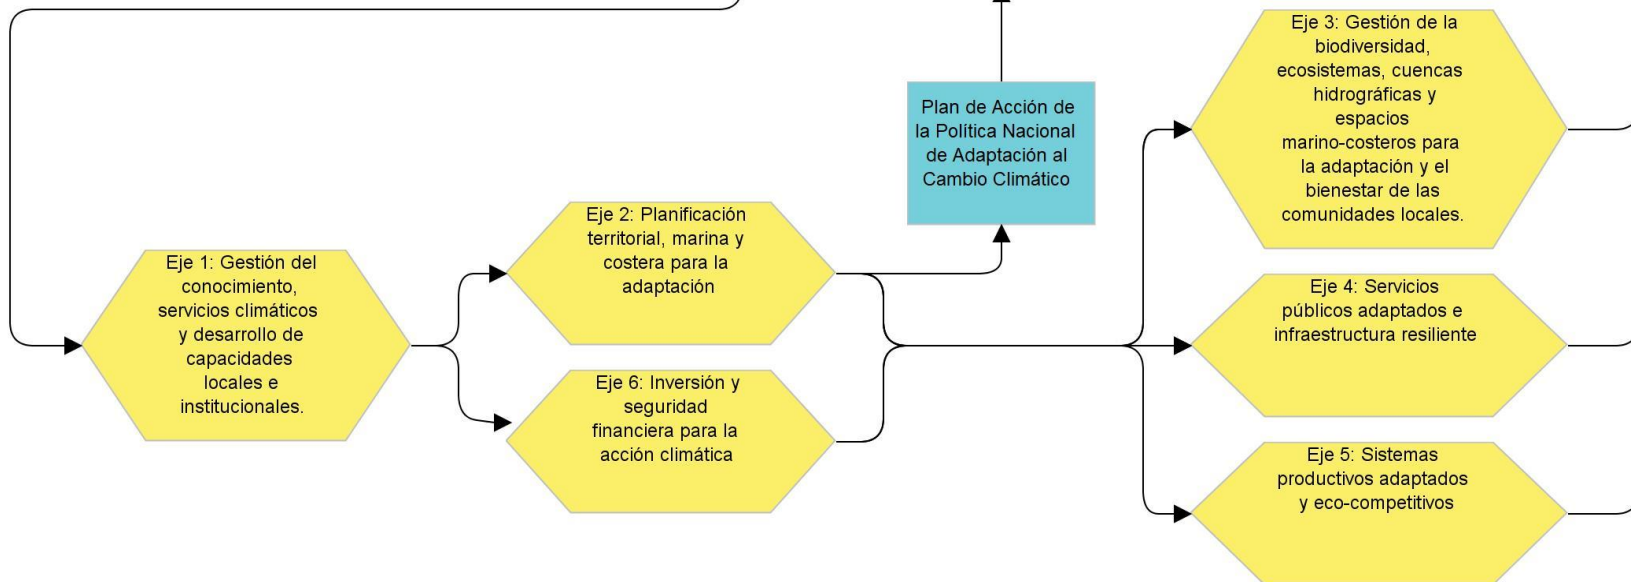 Eje 1: Gestión del
conocimiento,
servicios climáticos
y desarrollo de
capacidades
locales e
institucionales.
Eje 2: Planificación
territorial, marina y
costera para la
adaptación
Eje 6: Inversión y
seguridad
financiera para la
acción climática
Plan de Acción de
la Política Nacional
de Adaptación al
Cambio Climático
Eje 3: Gestión de la
biodiversidad,
ecosistemas, cuencas
hidrográficas y
espacios
marino-costeros para
la adaptación y el
bienestar de las
comunidades locales.
Eje 4: Servicios
públicos adaptados e
infraestructura resiliente
Eje 5: Sistemas
productivos adaptados
y eco-competitivos